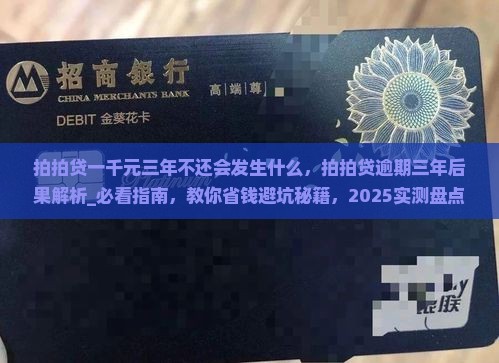 招商银行
CHINA MERCHANTS BANK
高端尊
DEBIT 金葵花卡
拍拍贷一千元三年不还会发生什么，拍拍贷逾期三年后
果解析_必看指南，教你省钱避坑秘籍，2025实测盘点
银联